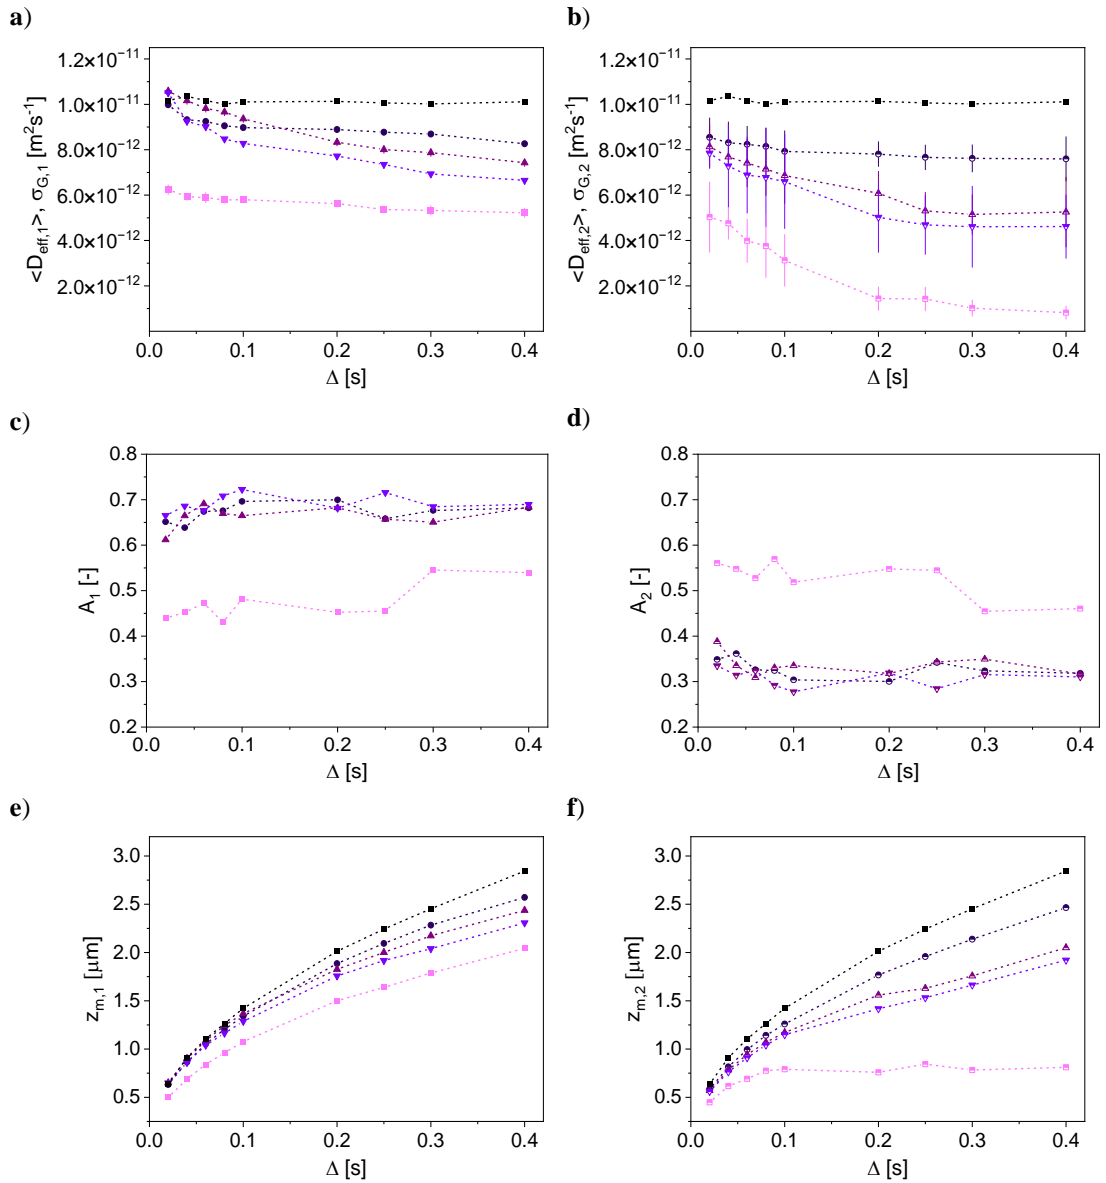 a)
<D_eff,1>, σ_G,1 [m²s⁻¹]
1.2×10⁻¹¹
1.0×10⁻¹¹
8.0×10⁻¹²
6.0×10⁻¹²
4.0×10⁻¹²
2.0×10⁻¹²
0.0 0.1 0.2 0.3 0.4
Δ [s]
b)
<D_eff,2>, σ_G,2 [m²s⁻¹]
1.2×10⁻¹¹
1.0×10⁻¹¹
8.0×10⁻¹²
6.0×10⁻¹²
4.0×10⁻¹²
2.0×10⁻¹²
0.0 0.1 0.2 0.3 0.4
Δ [s]
c)
A₁ [-]
0.8
0.7
0.6
0.5
0.4
0.3
0.2
0.0 0.1 0.2 0.3 0.4
Δ [s]
d)
A₂ [-]
0.8
0.7
0.6
0.5
0.4
0.3
0.2
0.0 0.1 0.2 0.3 0.4
Δ [s]
e)
z_m,1 [μm]
3.0
2.5
2.0
1.5
1.0
0.5
0.0 0.1 0.2 0.3 0.4
Δ [s]
f)
z_m,2 [μm]
3.0
2.5
2.0
1.5
1.0
0.5
0.0 0.1 0.2 0.3 0.4
Δ [s]